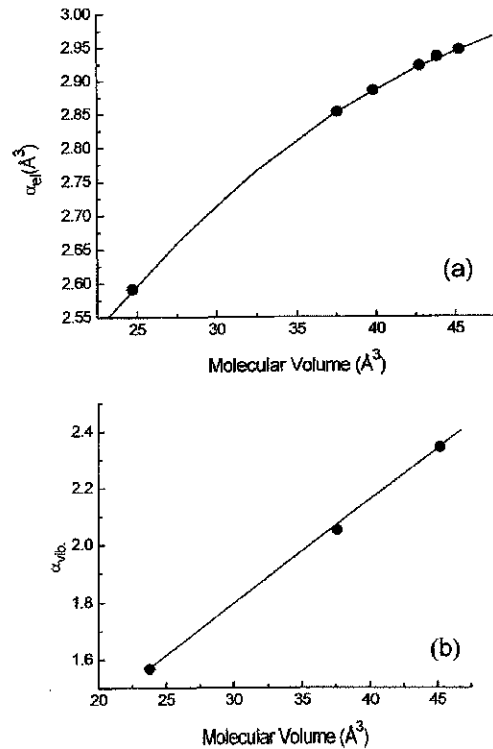 3.00
2.95
2.90
2.85
2.80
2.75
2.70
2.65
2.60
2.55
α_el(Å³)
(a)
25 30 35 40 45
Molecular Volume (Å³)
2.4
2.2
2.0
1.8
1.6
α_vib.
(b)
20 25 30 35 40 45
Molecular Volume (Å³)